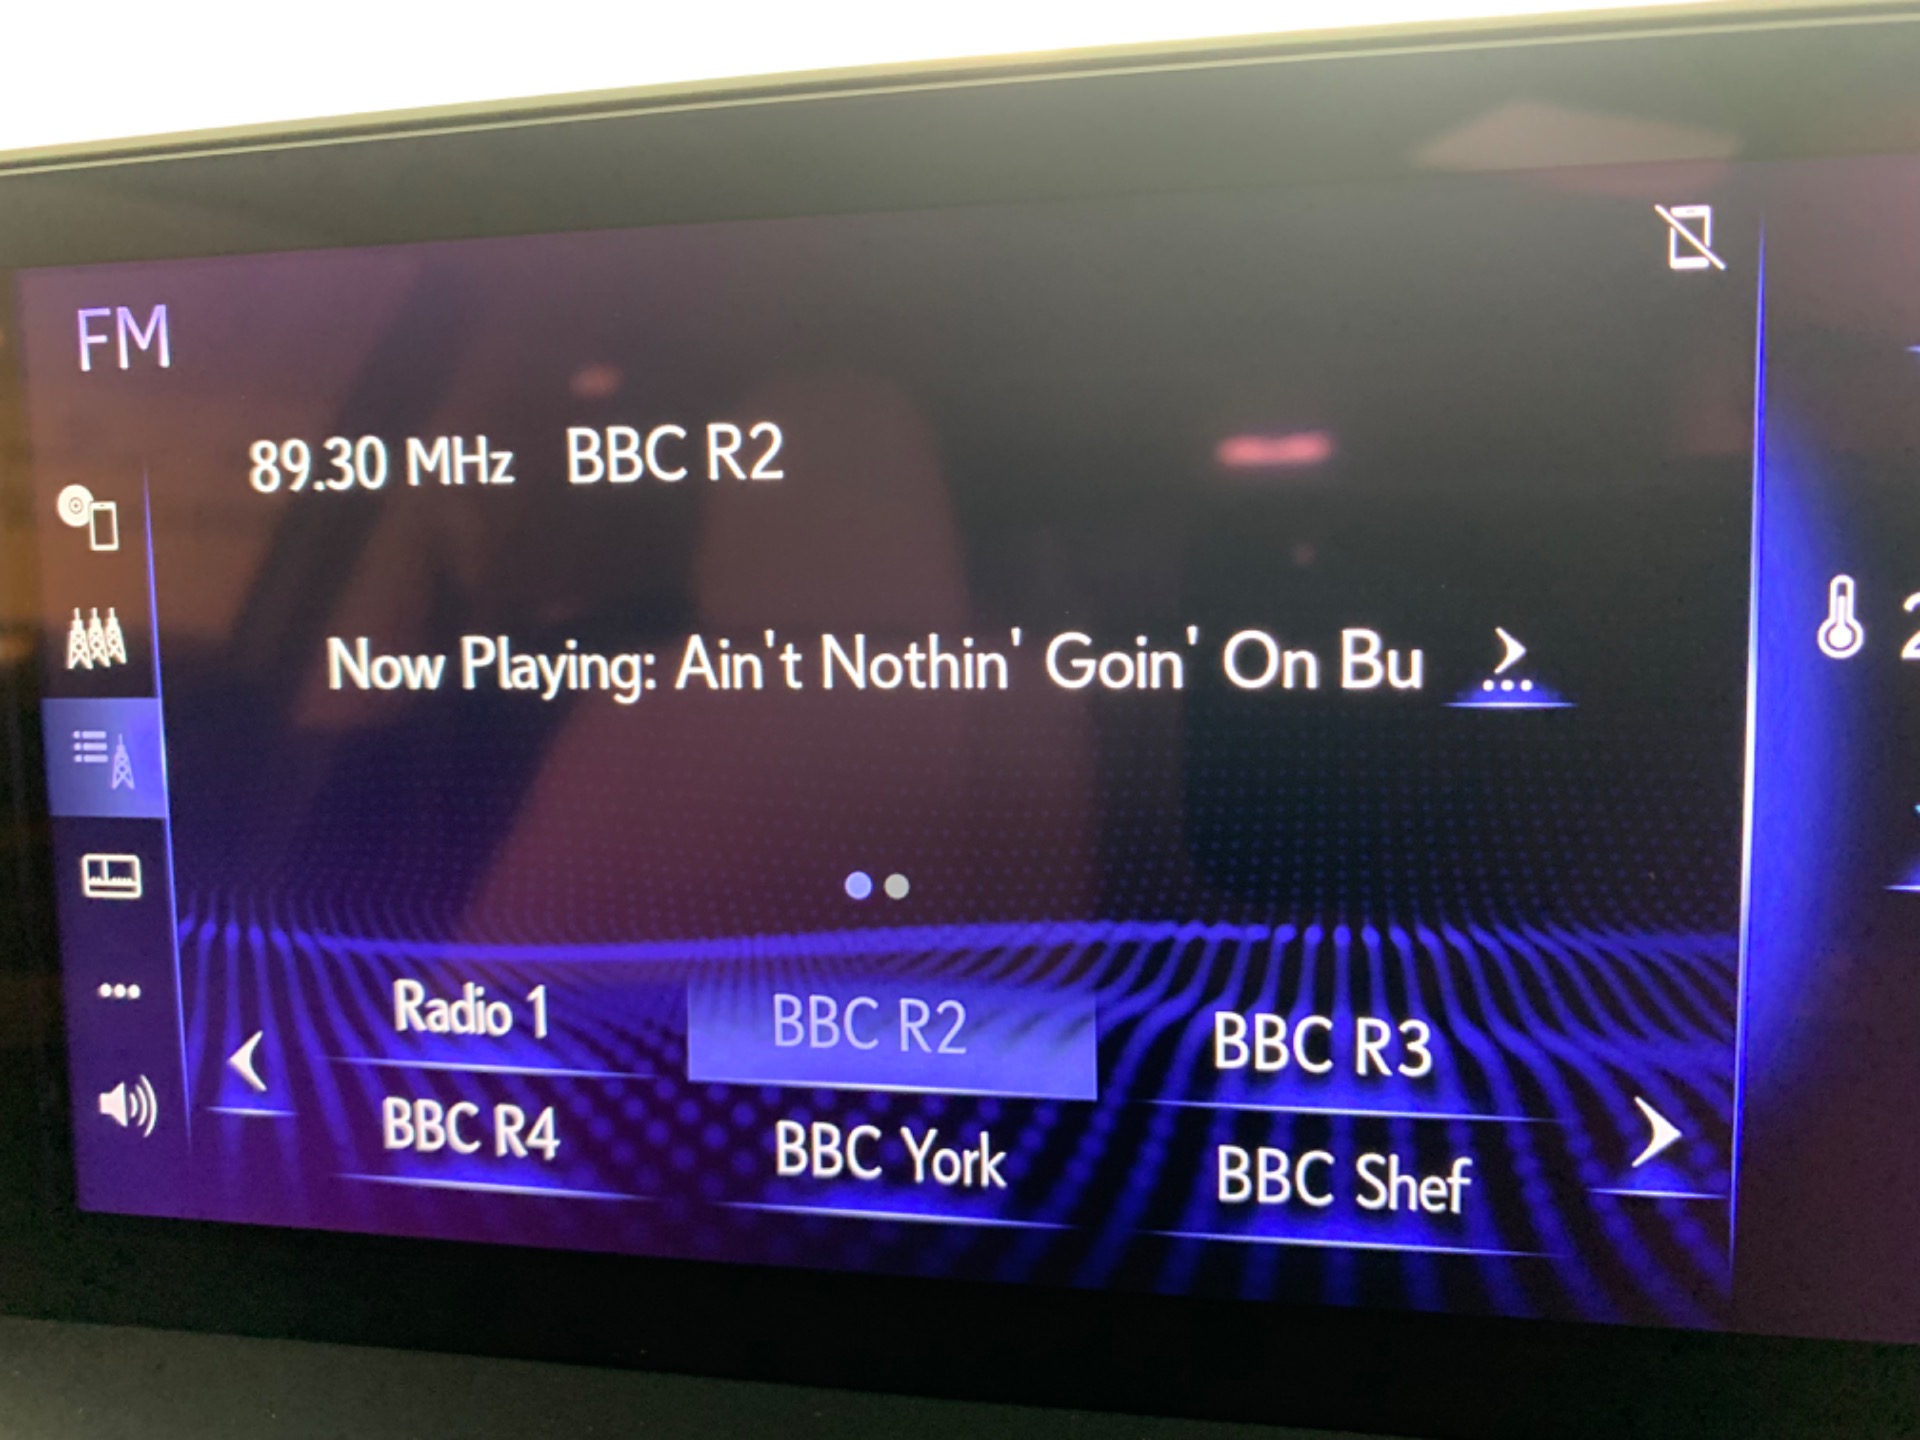 FM
89.30 MHz BBC R2
Now Playing: Ain't Nothin' Goin' On Bu
Radio 1 BBC R2 BBC R3
BBC R4 BBC York BBC Shef